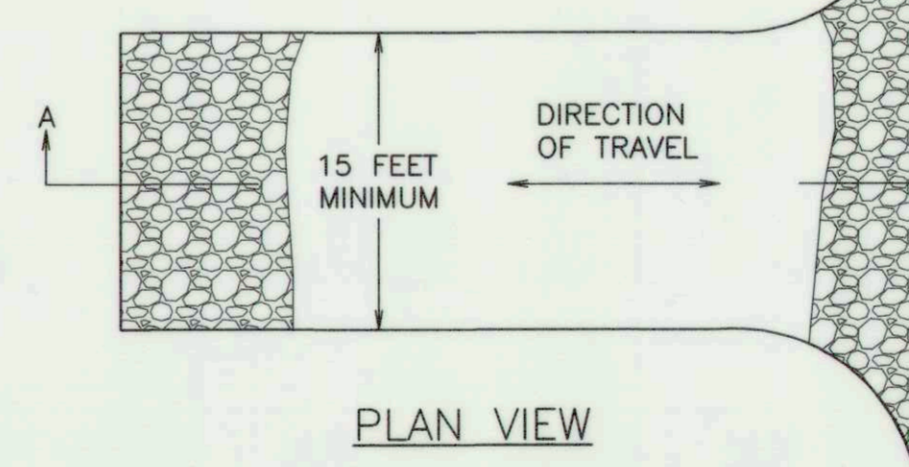 A
15 FEET
MINIMUM
DIRECTION
OF TRAVEL
PLAN VIEW